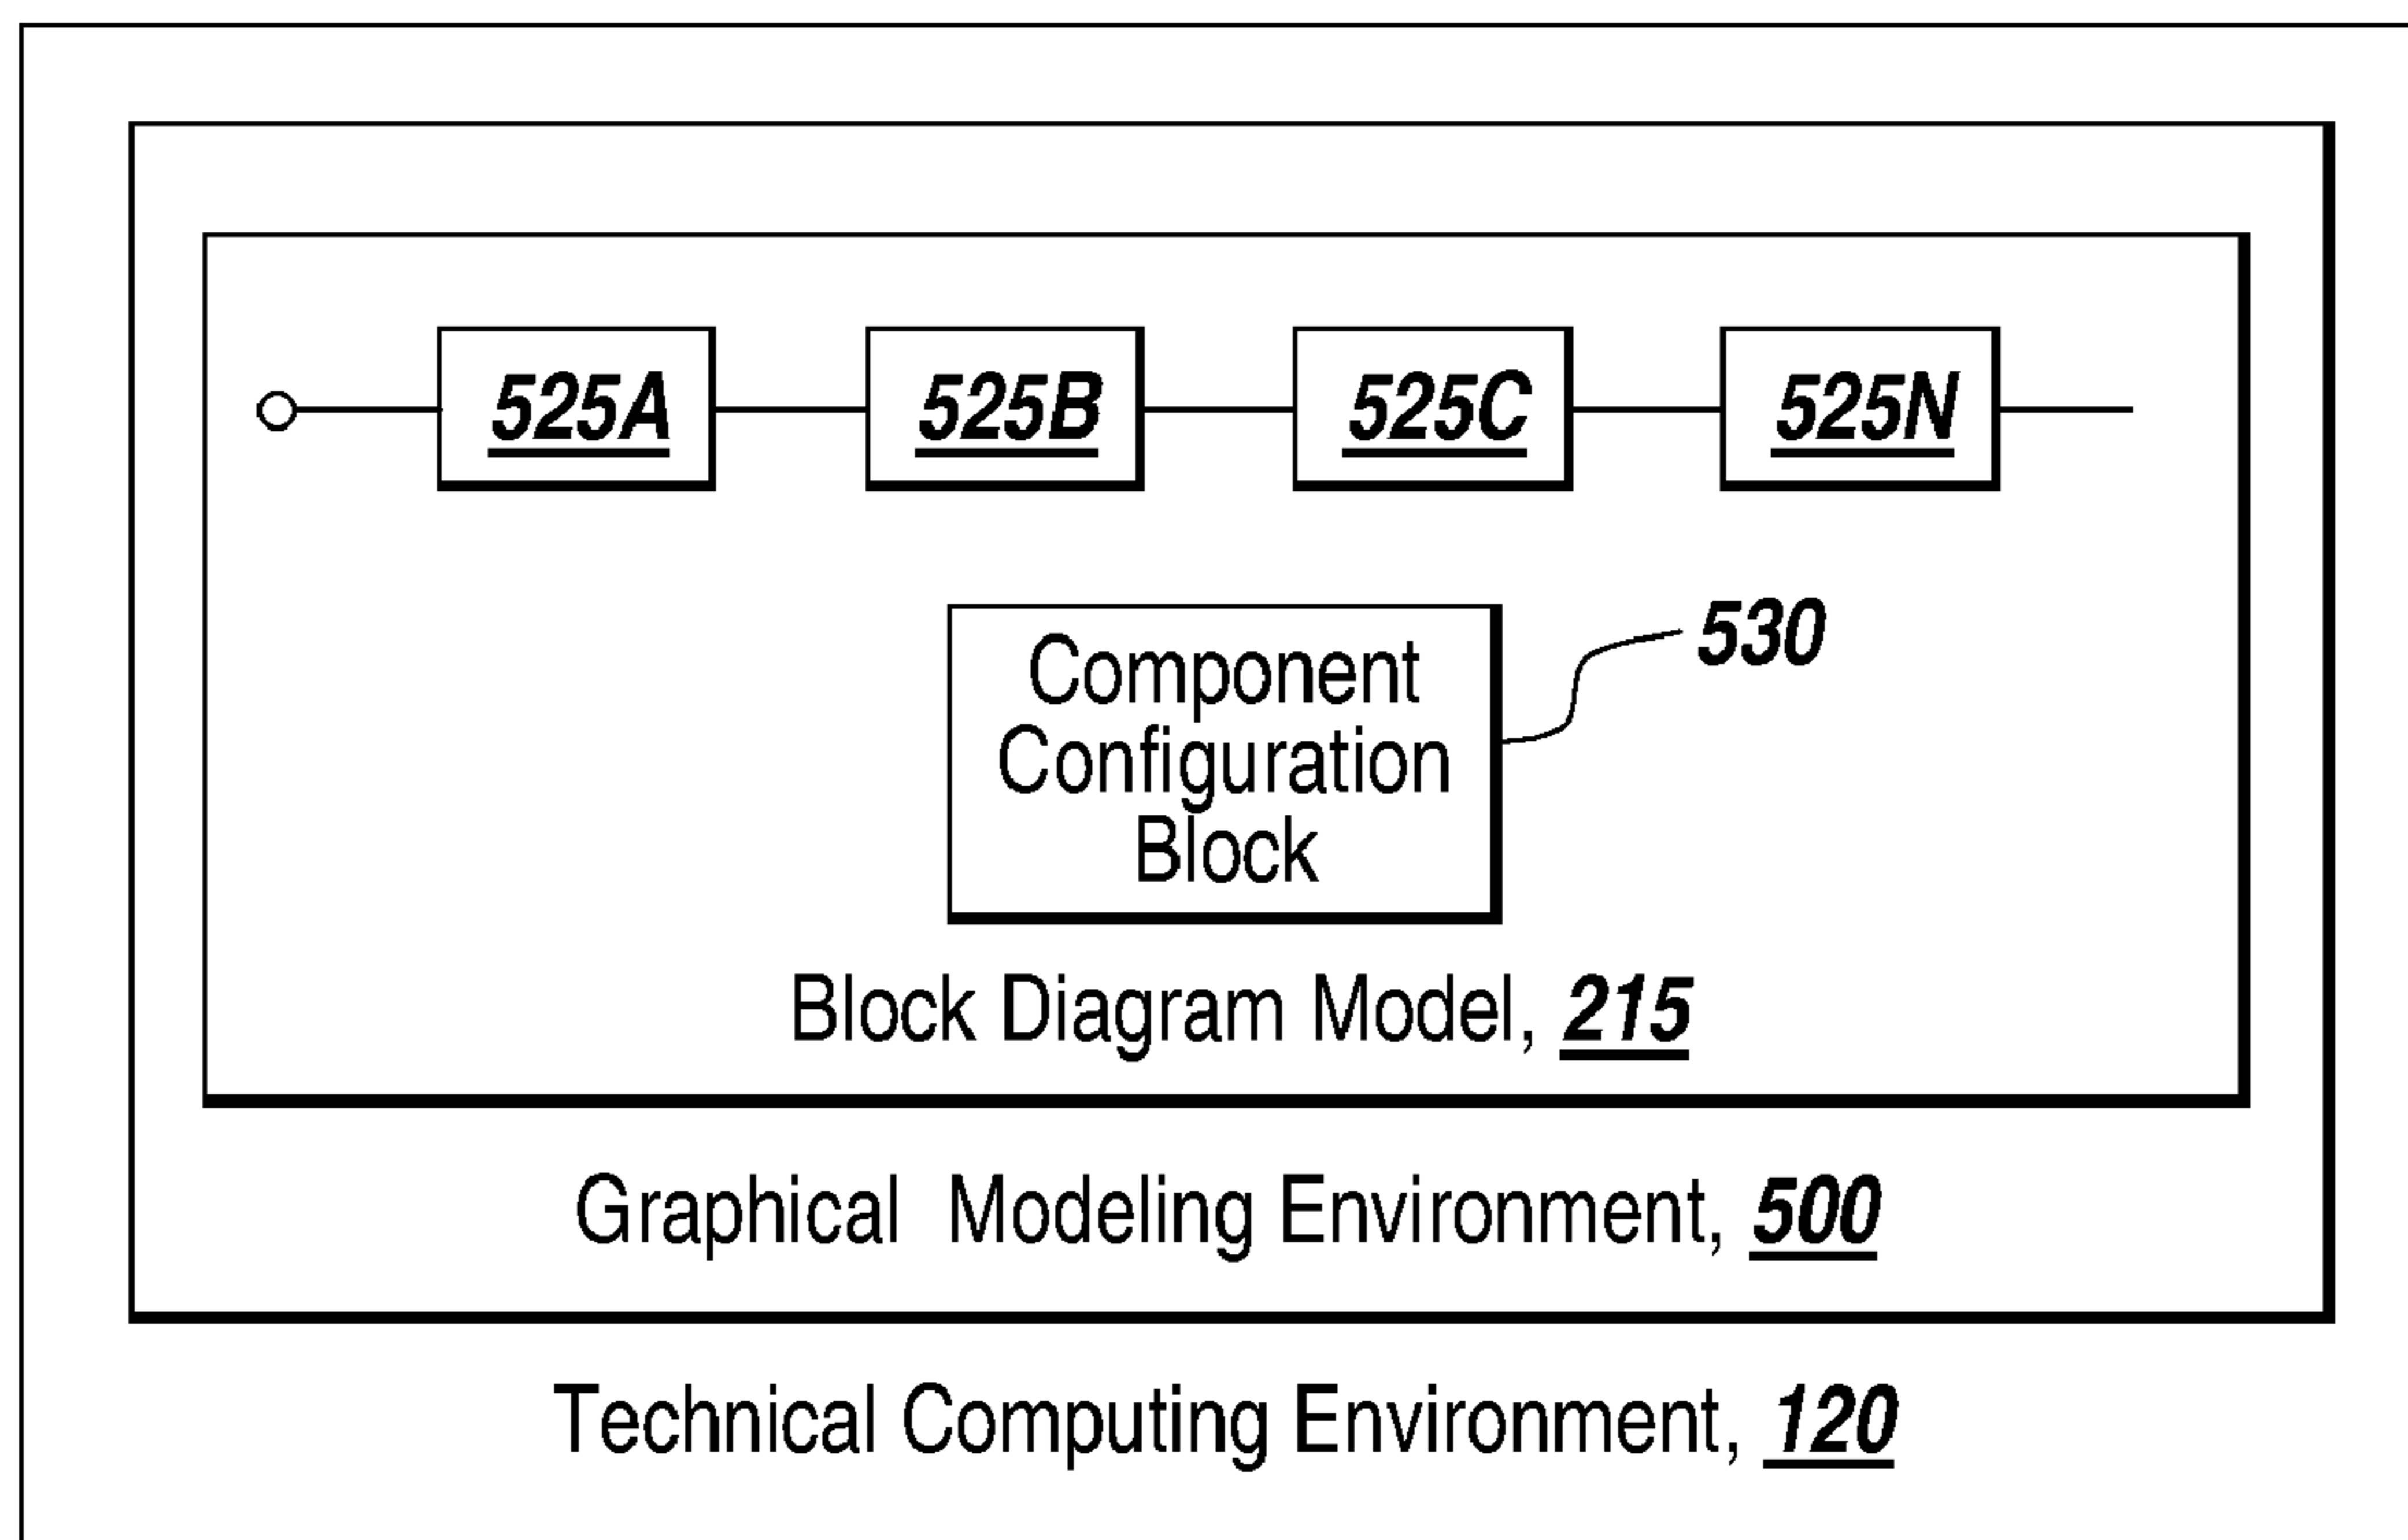 525A 525B 525C 525N
530
Component
Configuration
Block
Block Diagram Model, 215
Graphical Modeling Environment, 500
Technical Computing Environment, 120